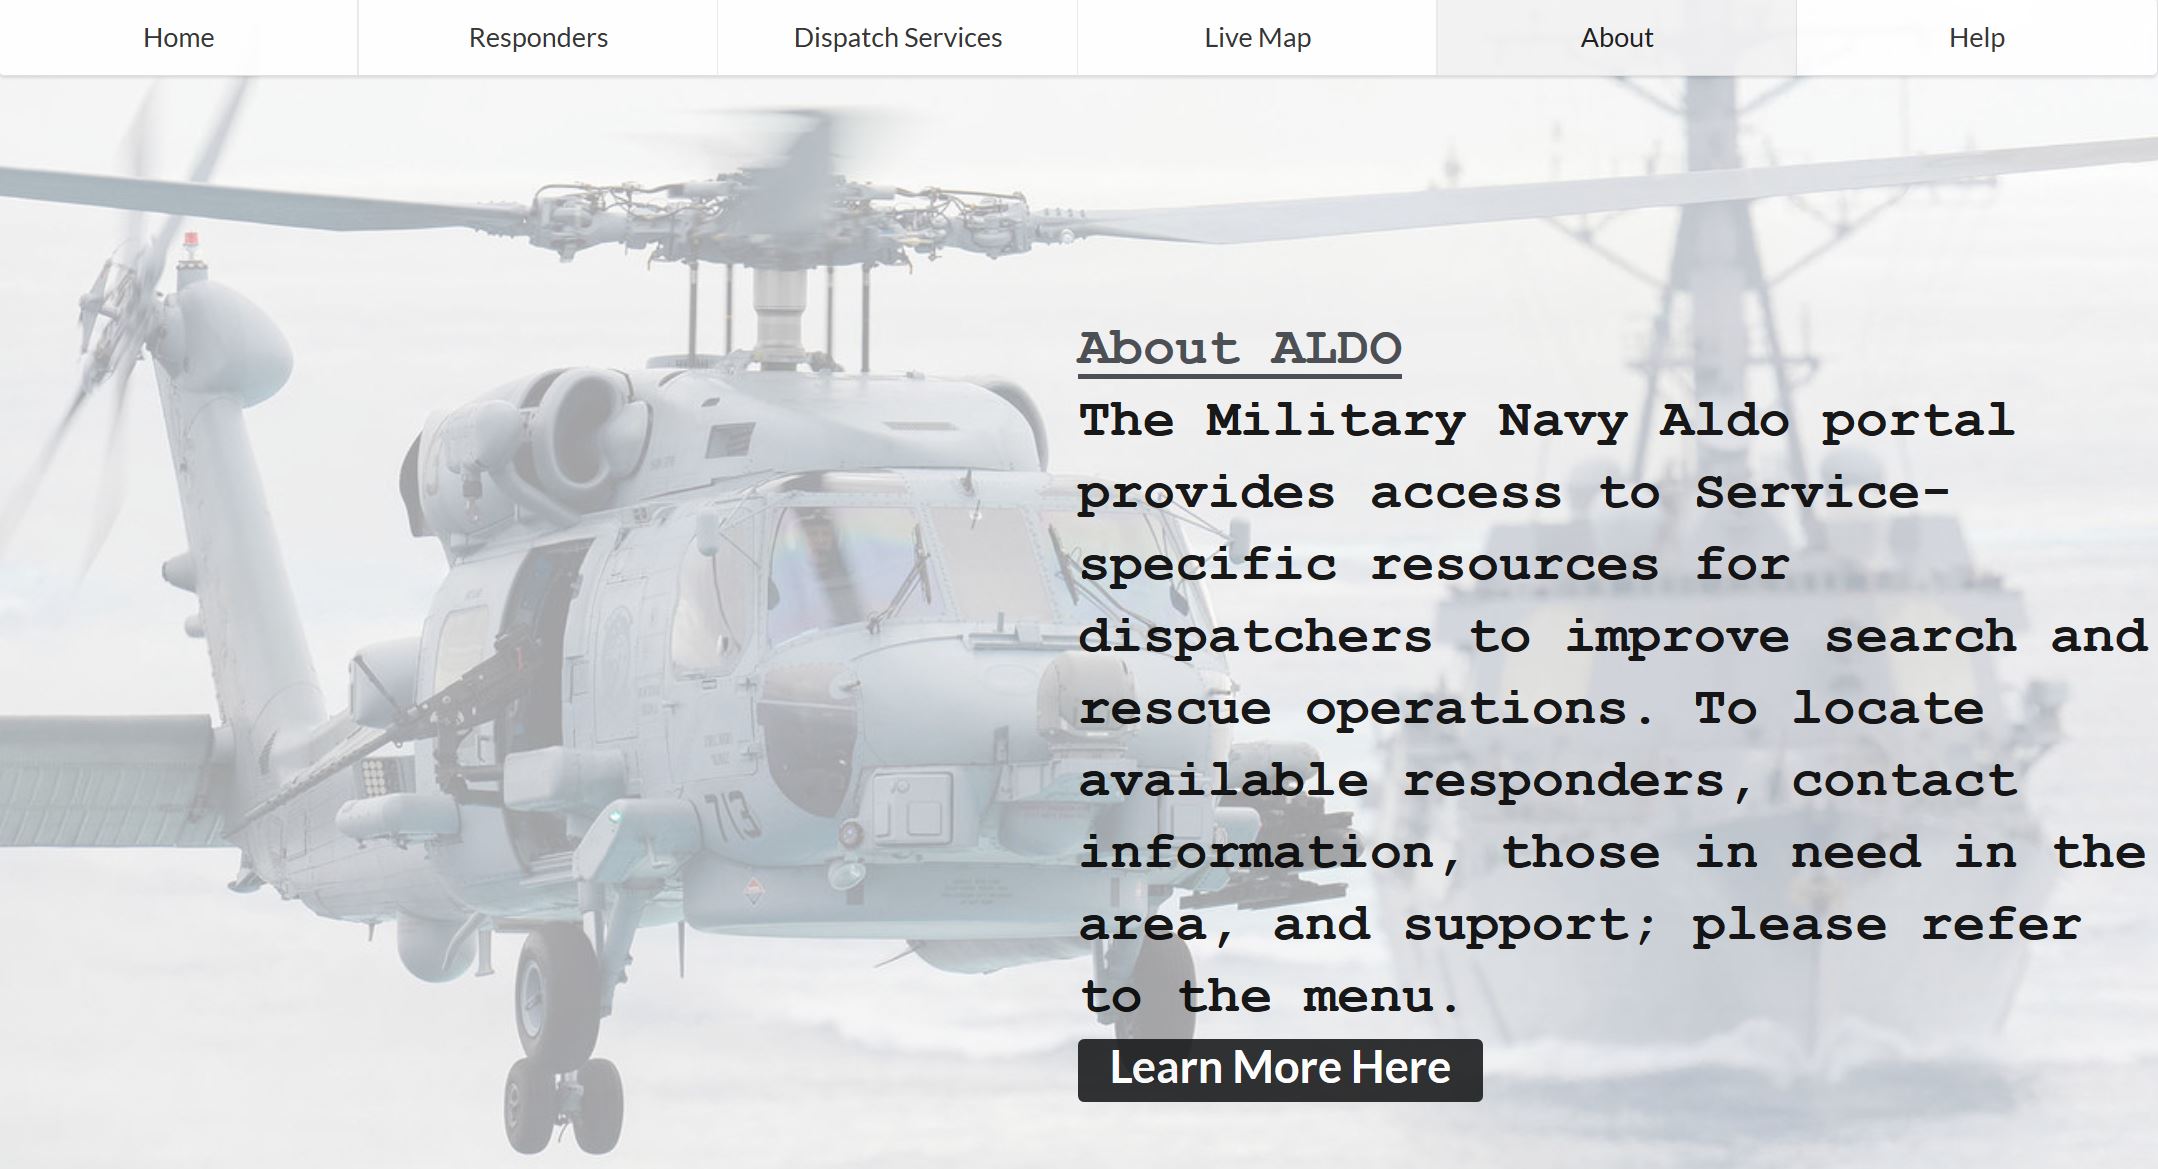 Home
Responders
Dispatch Services
Live Map
About
Help
About ALDO
The Military Navy Aldo portal
provides access to Service-
specific resources for
dispatchers to improve search and
rescue operations. To locate
available responders, contact
information, those in need in the
area, and support; please refer
to the menu.
Learn More Here
713